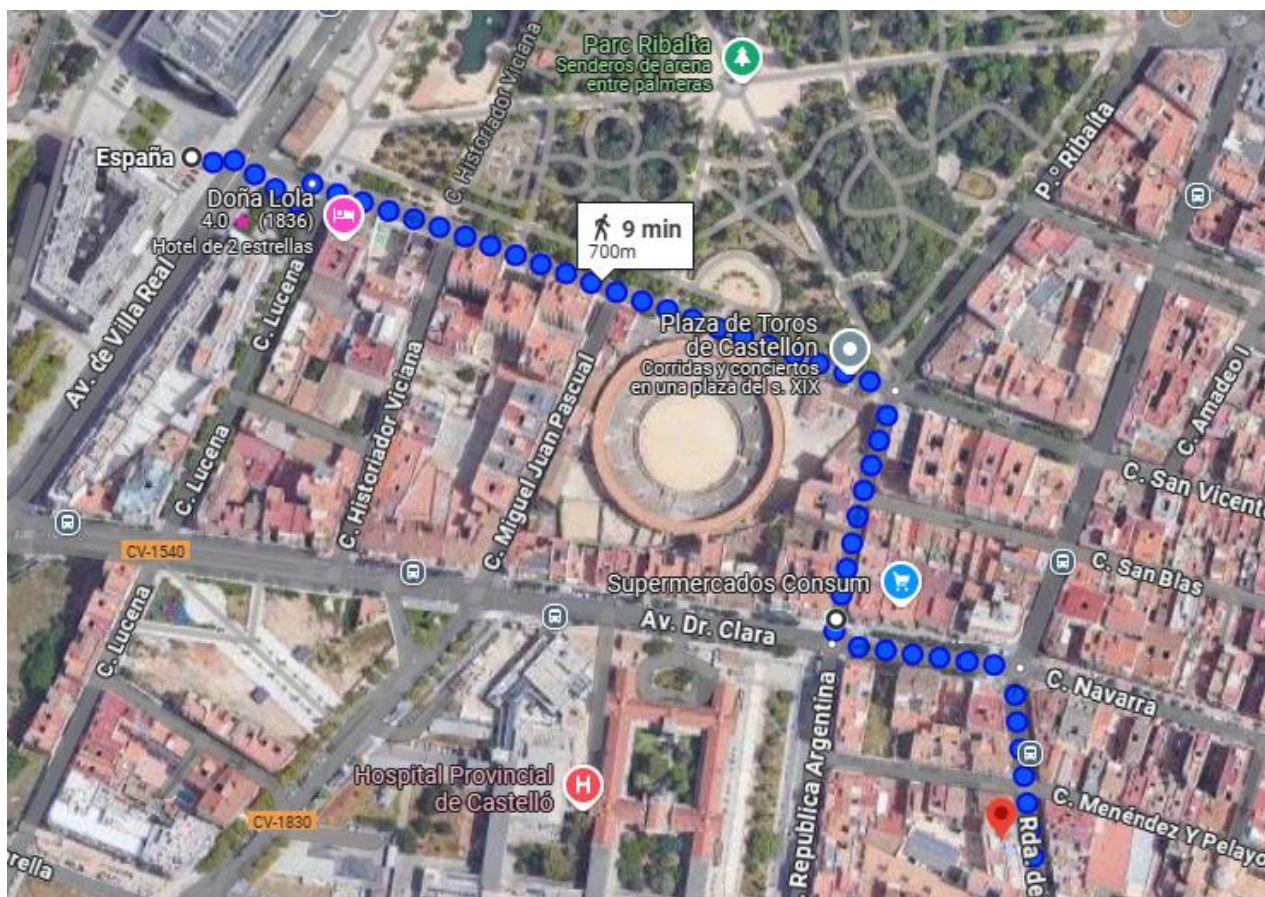 Parc Ribalta
Senderos de arena
entre palmeras
C. Historiador Viciana
P.º Ribalta
España
Doña Lola
4.0 (1836)
Hotel de 2 estrellas
9 min
700m
Av. de Villa Real
C. Lucena
Plaza de Toros
de Castellón
Corridas y conciertos
en una plaza del s. XIX
C. Amadeo I
C. Lucena
C. Historiador Viciana
C. Miguel Juan Pascual
C. San Vicente
CV-1540
C. San Blas
Supermercados Consum
C. Lucena
Av. Dr. Clara
C. Navarra
Republica Argentina
Hospital Provincial
de Castelló
H
C. Menéndez Y Pelayo
CV-1830
Rda. de